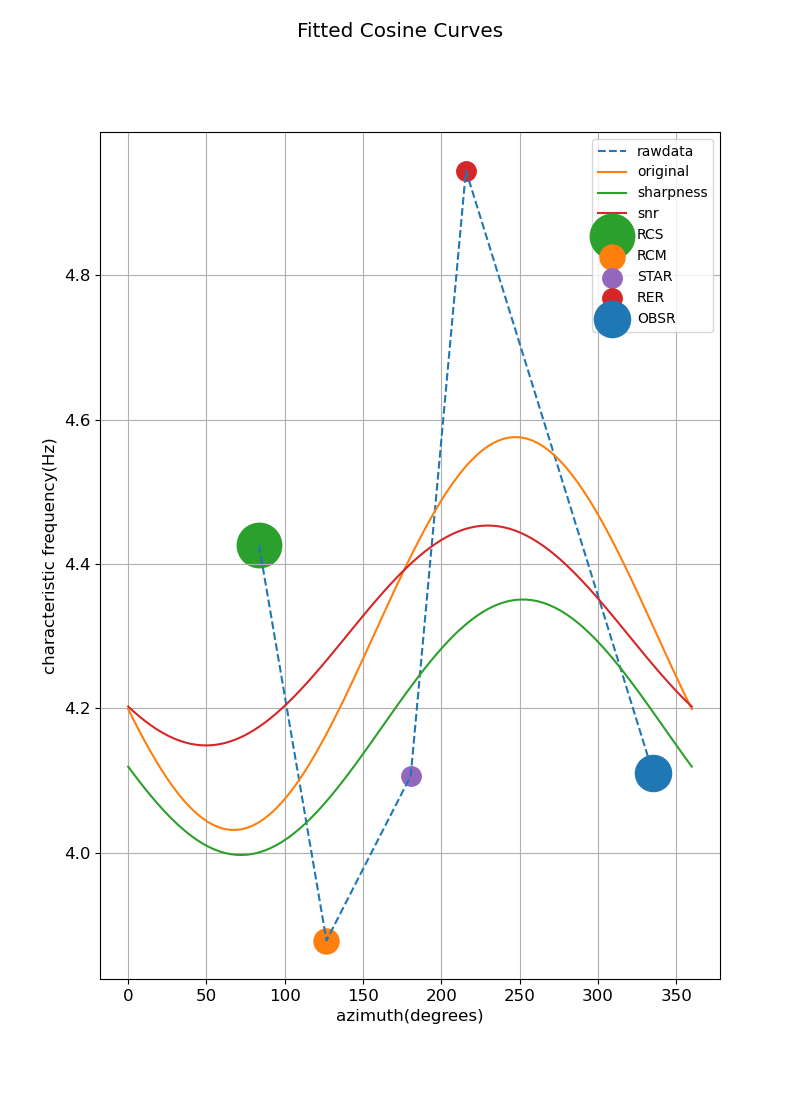 Fitted Cosine Curves
rawdata
original
sharpness
snr
RCS
RCM
STAR
RER
OBSR
characteristic frequency(Hz)
4.8
4.6
4.4
4.2
4.0
0 50 100 150 200 250 300 350
azimuth(degrees)